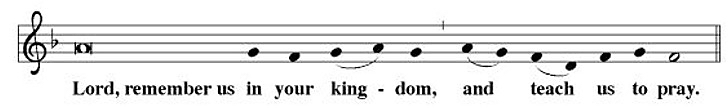 Lord, remember us in your king - dom, and teach us to pray.